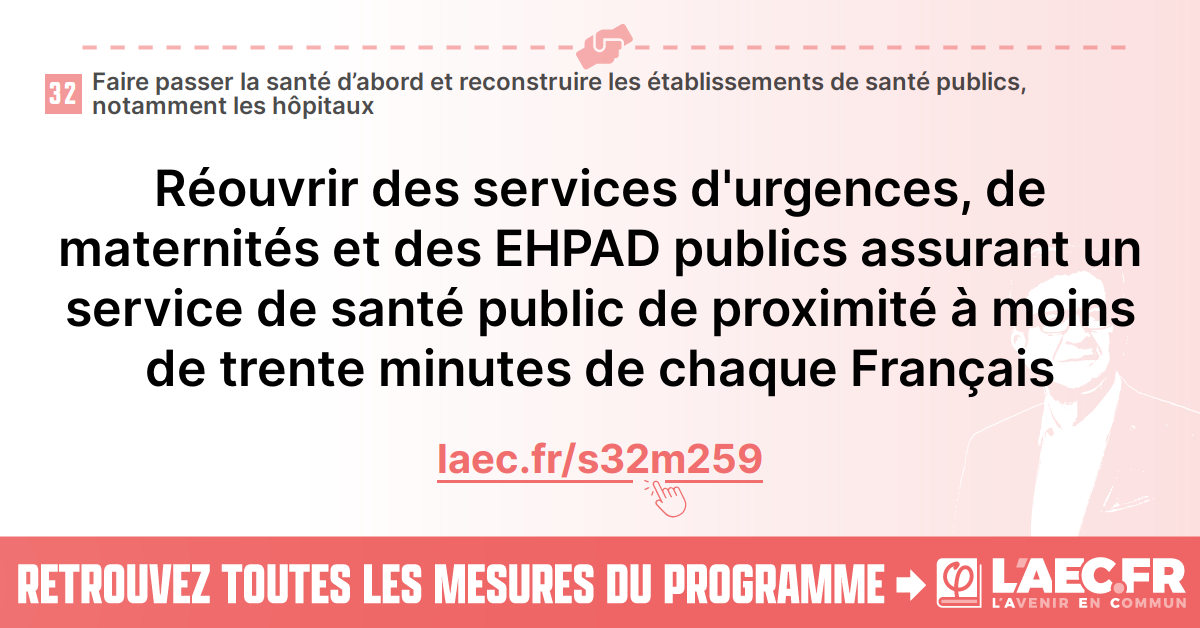 32
Faire passer la santé d’abord et reconstruire les établissements de santé publics,
notamment les hôpitaux
Réouvrir des services d'urgences, de
maternités et des EHPAD publics assurant un
service de santé public de proximité à moins
de trente minutes de chaque Français
laec.fr/s32m259
RETROUVEZ TOUTES LES MESURES DU PROGRAMME
φ
L'AEC.FR
L'AVENIR EN COMMUN